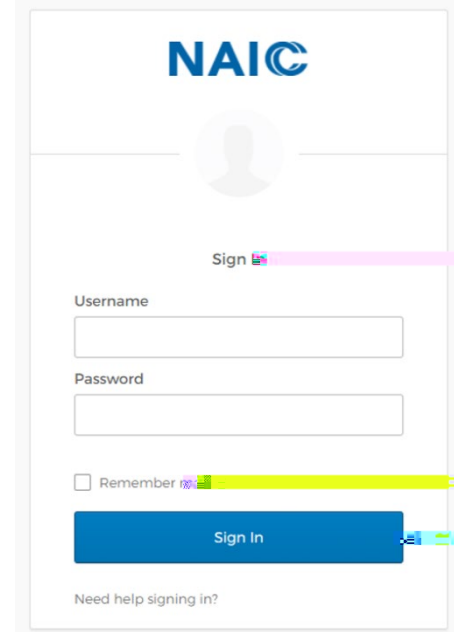 NAIC
Sign
Username
Password
Remember
Sign In
Need help signing in?